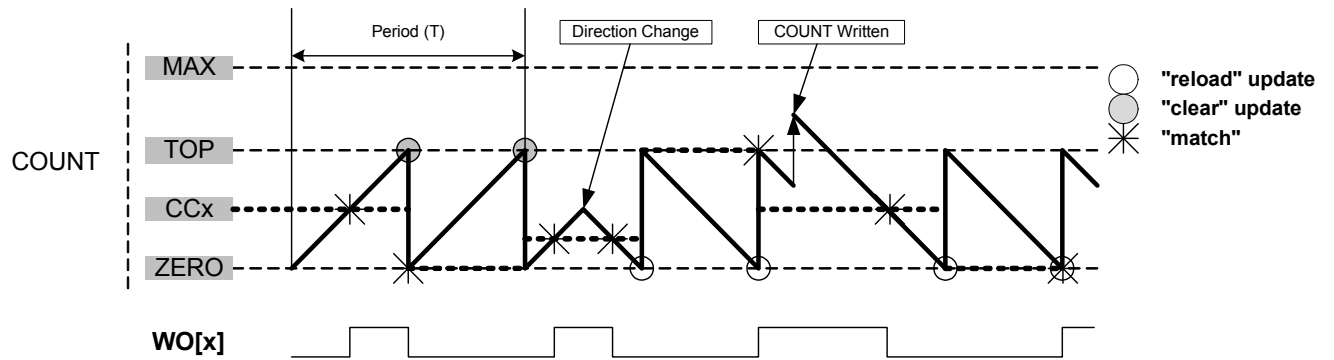 Period (T)
Direction Change
COUNT Written
MAX
"reload" update
"clear" update
TOP
"match"
COUNT
CCx
ZERO
WO[x]